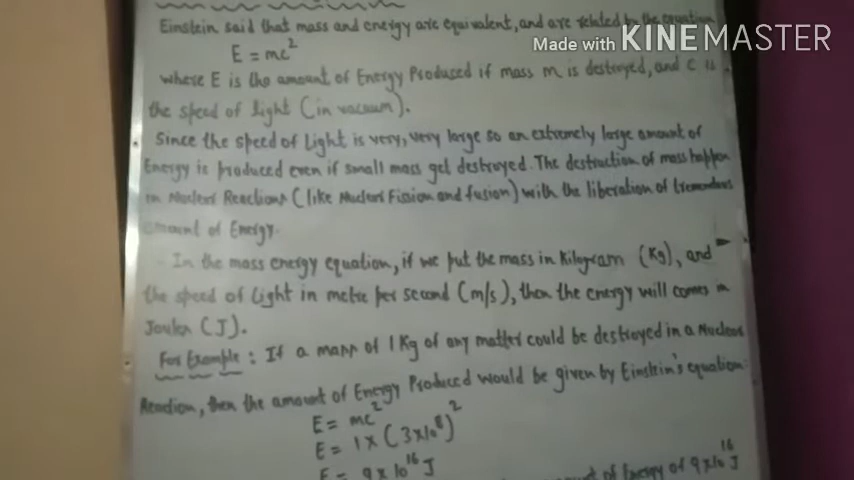 Einstein said that mass and energy are equivalent, and are related by the equation
Made with KINEMASTER
E = mc²
where E is the amount of Energy Produced if mass m is destroyed, and c is
the speed of light (in vacuum).
Since the speed of Light is very, very large so an extremely large amount of
Energy is produced even if small mass get destroyed. The destruction of mass happen
in Nuclear Reactions (like Nuclear Fission and fusion) with the liberation of tremendous
amount of Energy.
In the mass energy equation, if we put the mass in Kilogram (Kg), and
the speed of Light in metre per second (m/s), then the energy will comes in
Joules (J).
For Example : If a mass of 1 Kg of any matter could be destroyed in a Nuclear
Reaction, then the amount of Energy Produced would be given by Einstein's equation:
E = mc²
E = 1 × (3×10⁸)²
E = 9 × 10¹⁶ J
of Energy of 9×10¹⁶ J